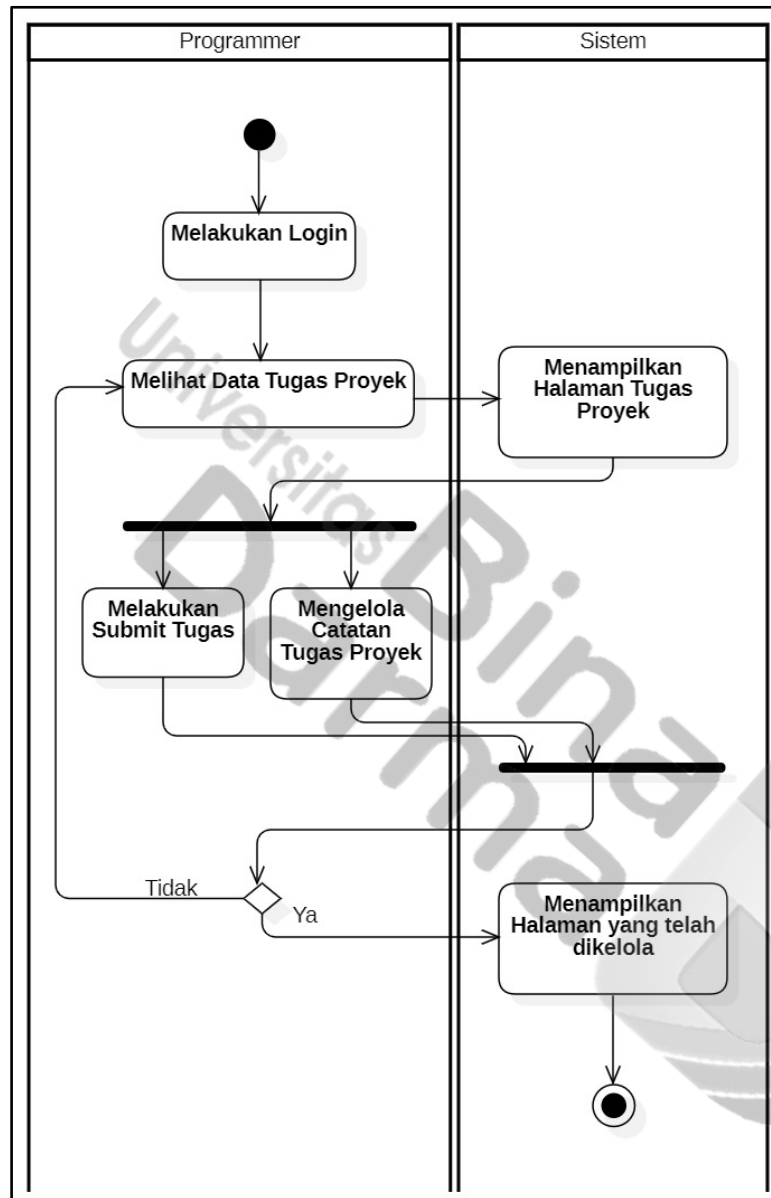 Programmer
Sistem
Melakukan Login
Melihat Data Tugas Proyek
Menampilkan
Halaman Tugas
Proyek
Melakukan
Submit Tugas
Mengelola
Catatan
Tugas Proyek
Tidak
Ya
Menampilkan
Halaman yang telah
dikelola
Universitas
Bina
Darma